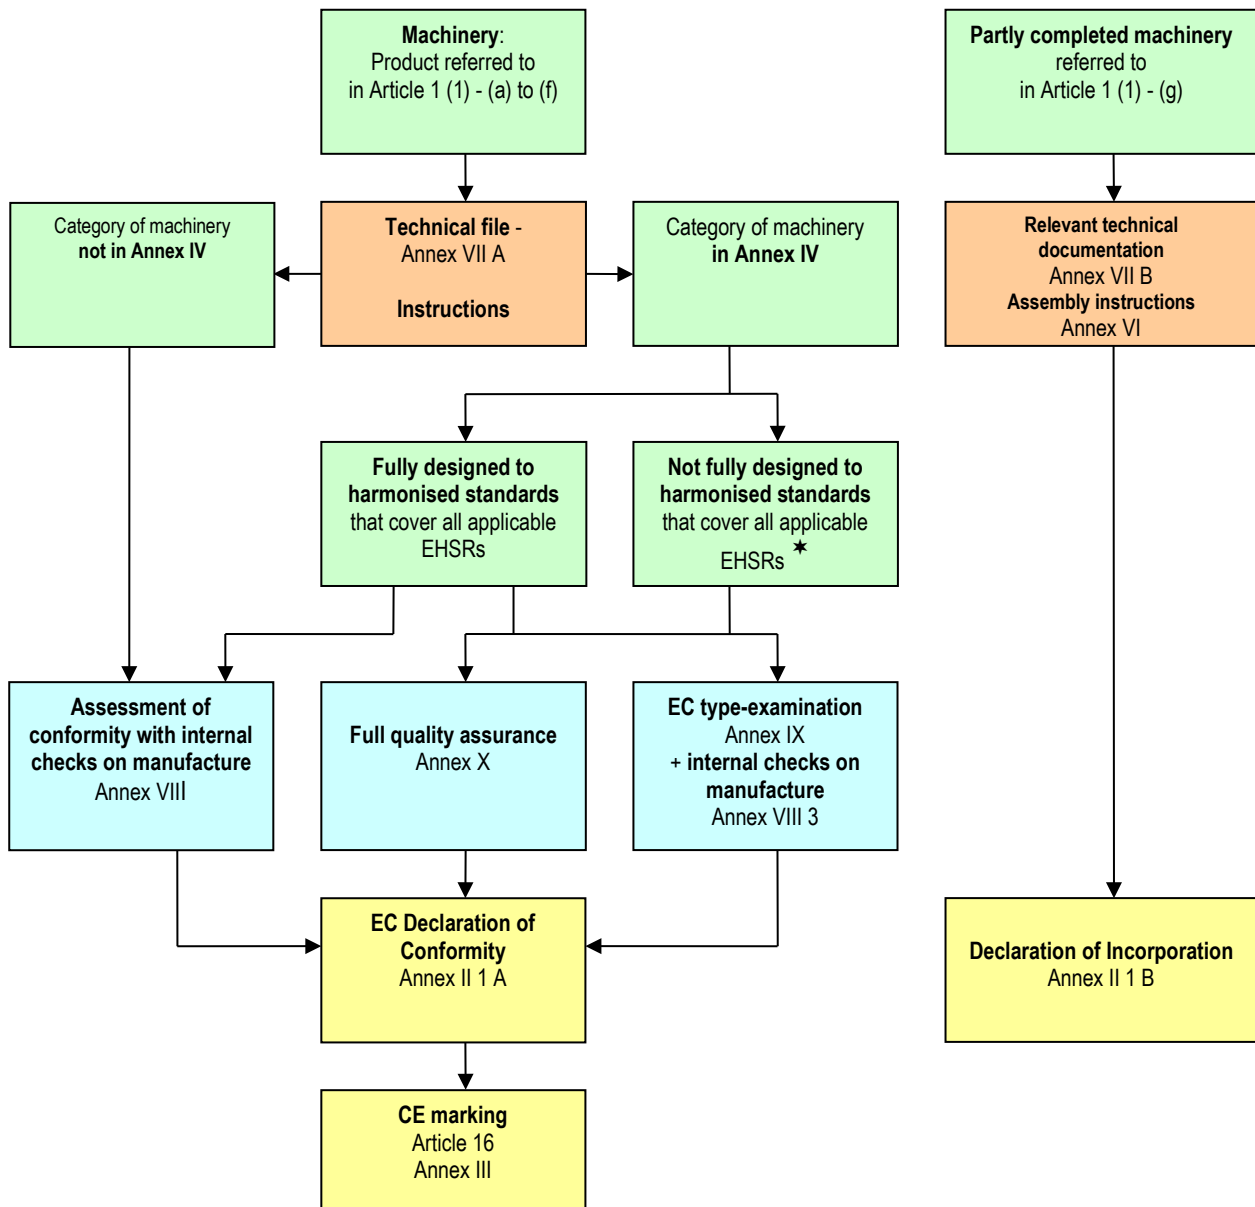 Machinery:
Product referred to
in Article 1 (1) - (a) to (f)
Partly completed machinery
referred to
in Article 1 (1) - (g)
Category of machinery
not in Annex IV
Technical file -
Annex VII A
Instructions
Category of machinery
in Annex IV
Relevant technical
documentation
Annex VII B
Assembly instructions
Annex VI
Fully designed to
harmonised standards
that cover all applicable
EHSRs
Not fully designed to
harmonised standards
that cover all applicable
EHSRs ✶
Assessment of
conformity with internal
checks on manufacture
Annex VIII
Full quality assurance
Annex X
EC type-examination
Annex IX
+ internal checks on
manufacture
Annex VIII 3
EC Declaration of
Conformity
Annex II 1 A
Declaration of Incorporation
Annex II 1 B
CE marking
Article 16
Annex III